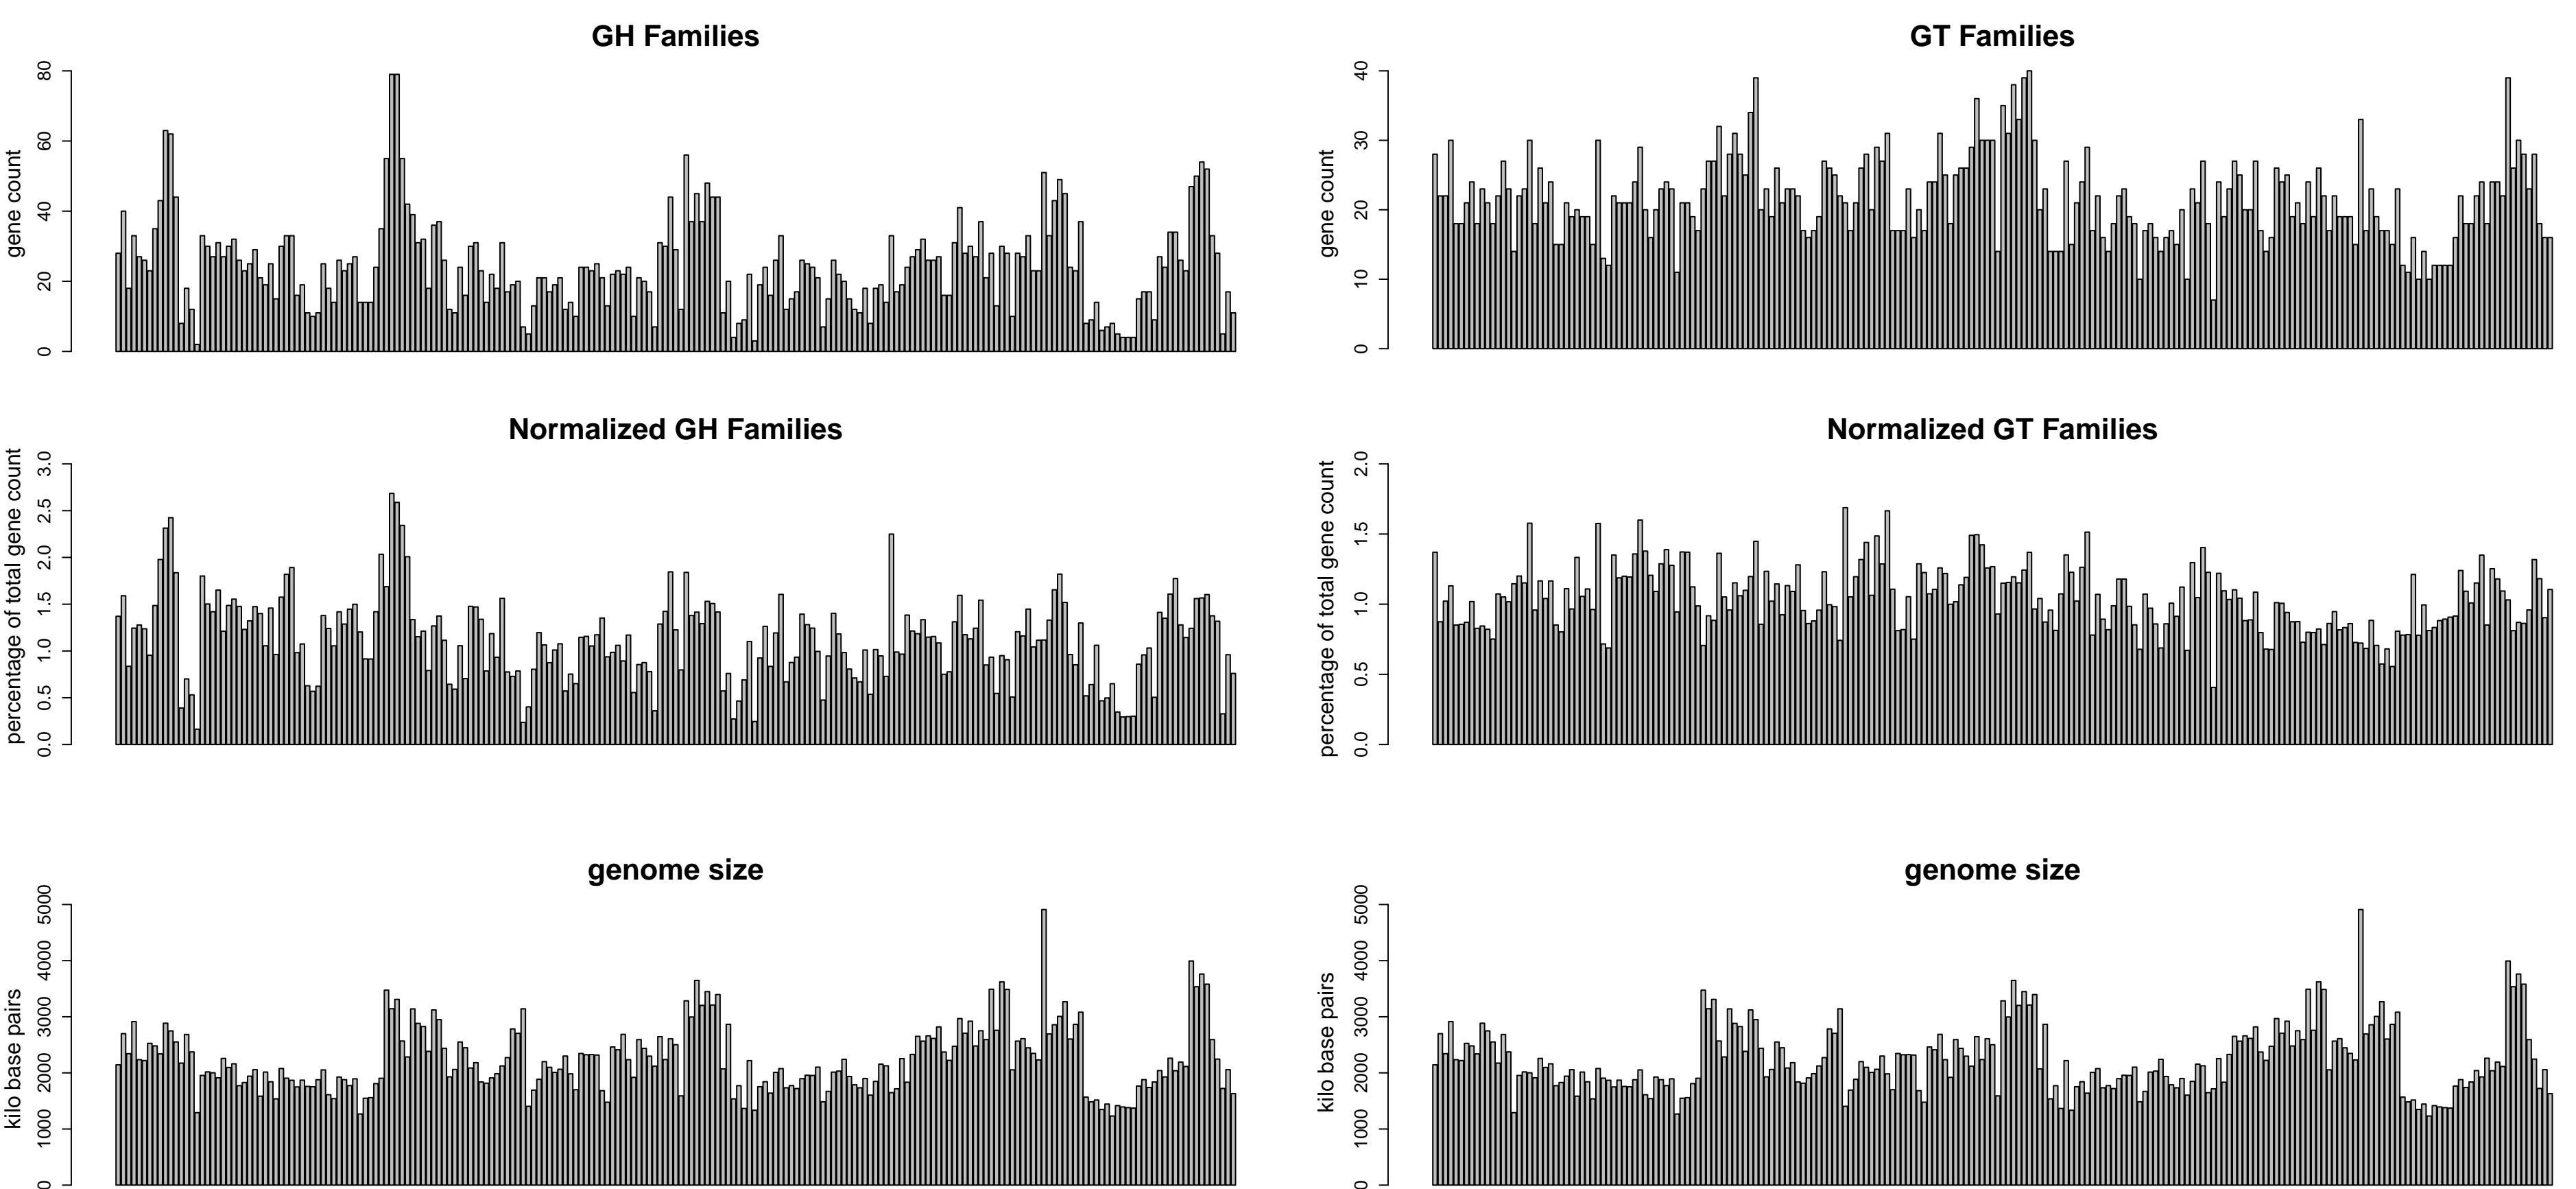 GH Families
gene count
0 20 40 60 80
GT Families
gene count
0 10 20 30 40
Normalized GH Families
percentage of total gene count
0.0 0.5 1.0 1.5 2.0 2.5 3.0
Normalized GT Families
percentage of total gene count
0.0 0.5 1.0 1.5 2.0
genome size
kilo base pairs
0 1000 2000 3000 4000 5000
genome size
kilo base pairs
0 1000 2000 3000 4000 5000